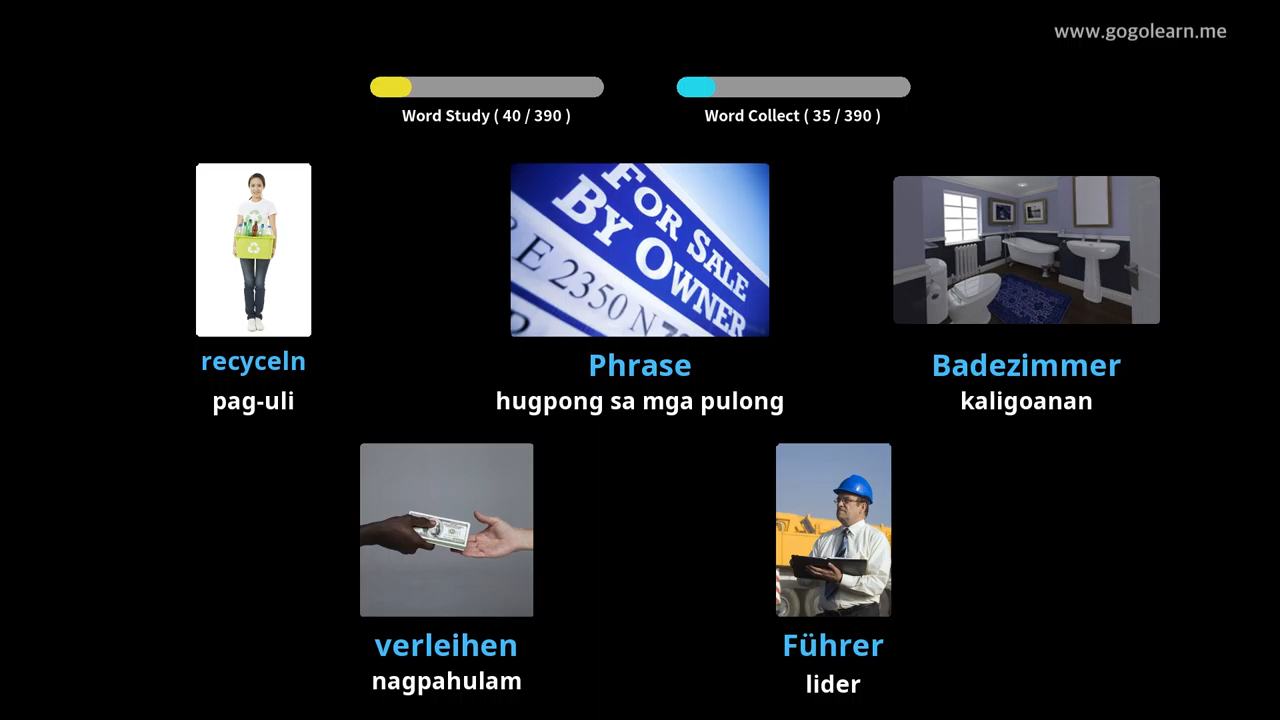 www.gogolearn.me
Word Study ( 40 / 390 )
Word Collect ( 35 / 390 )
FOR SALE
BY OWNER
E 2350 N
recyceln
pag-uli
Phrase
hugpong sa mga pulong
Badezimmer
kaligoanan
verleihen
nagpahulam
Führer
lider